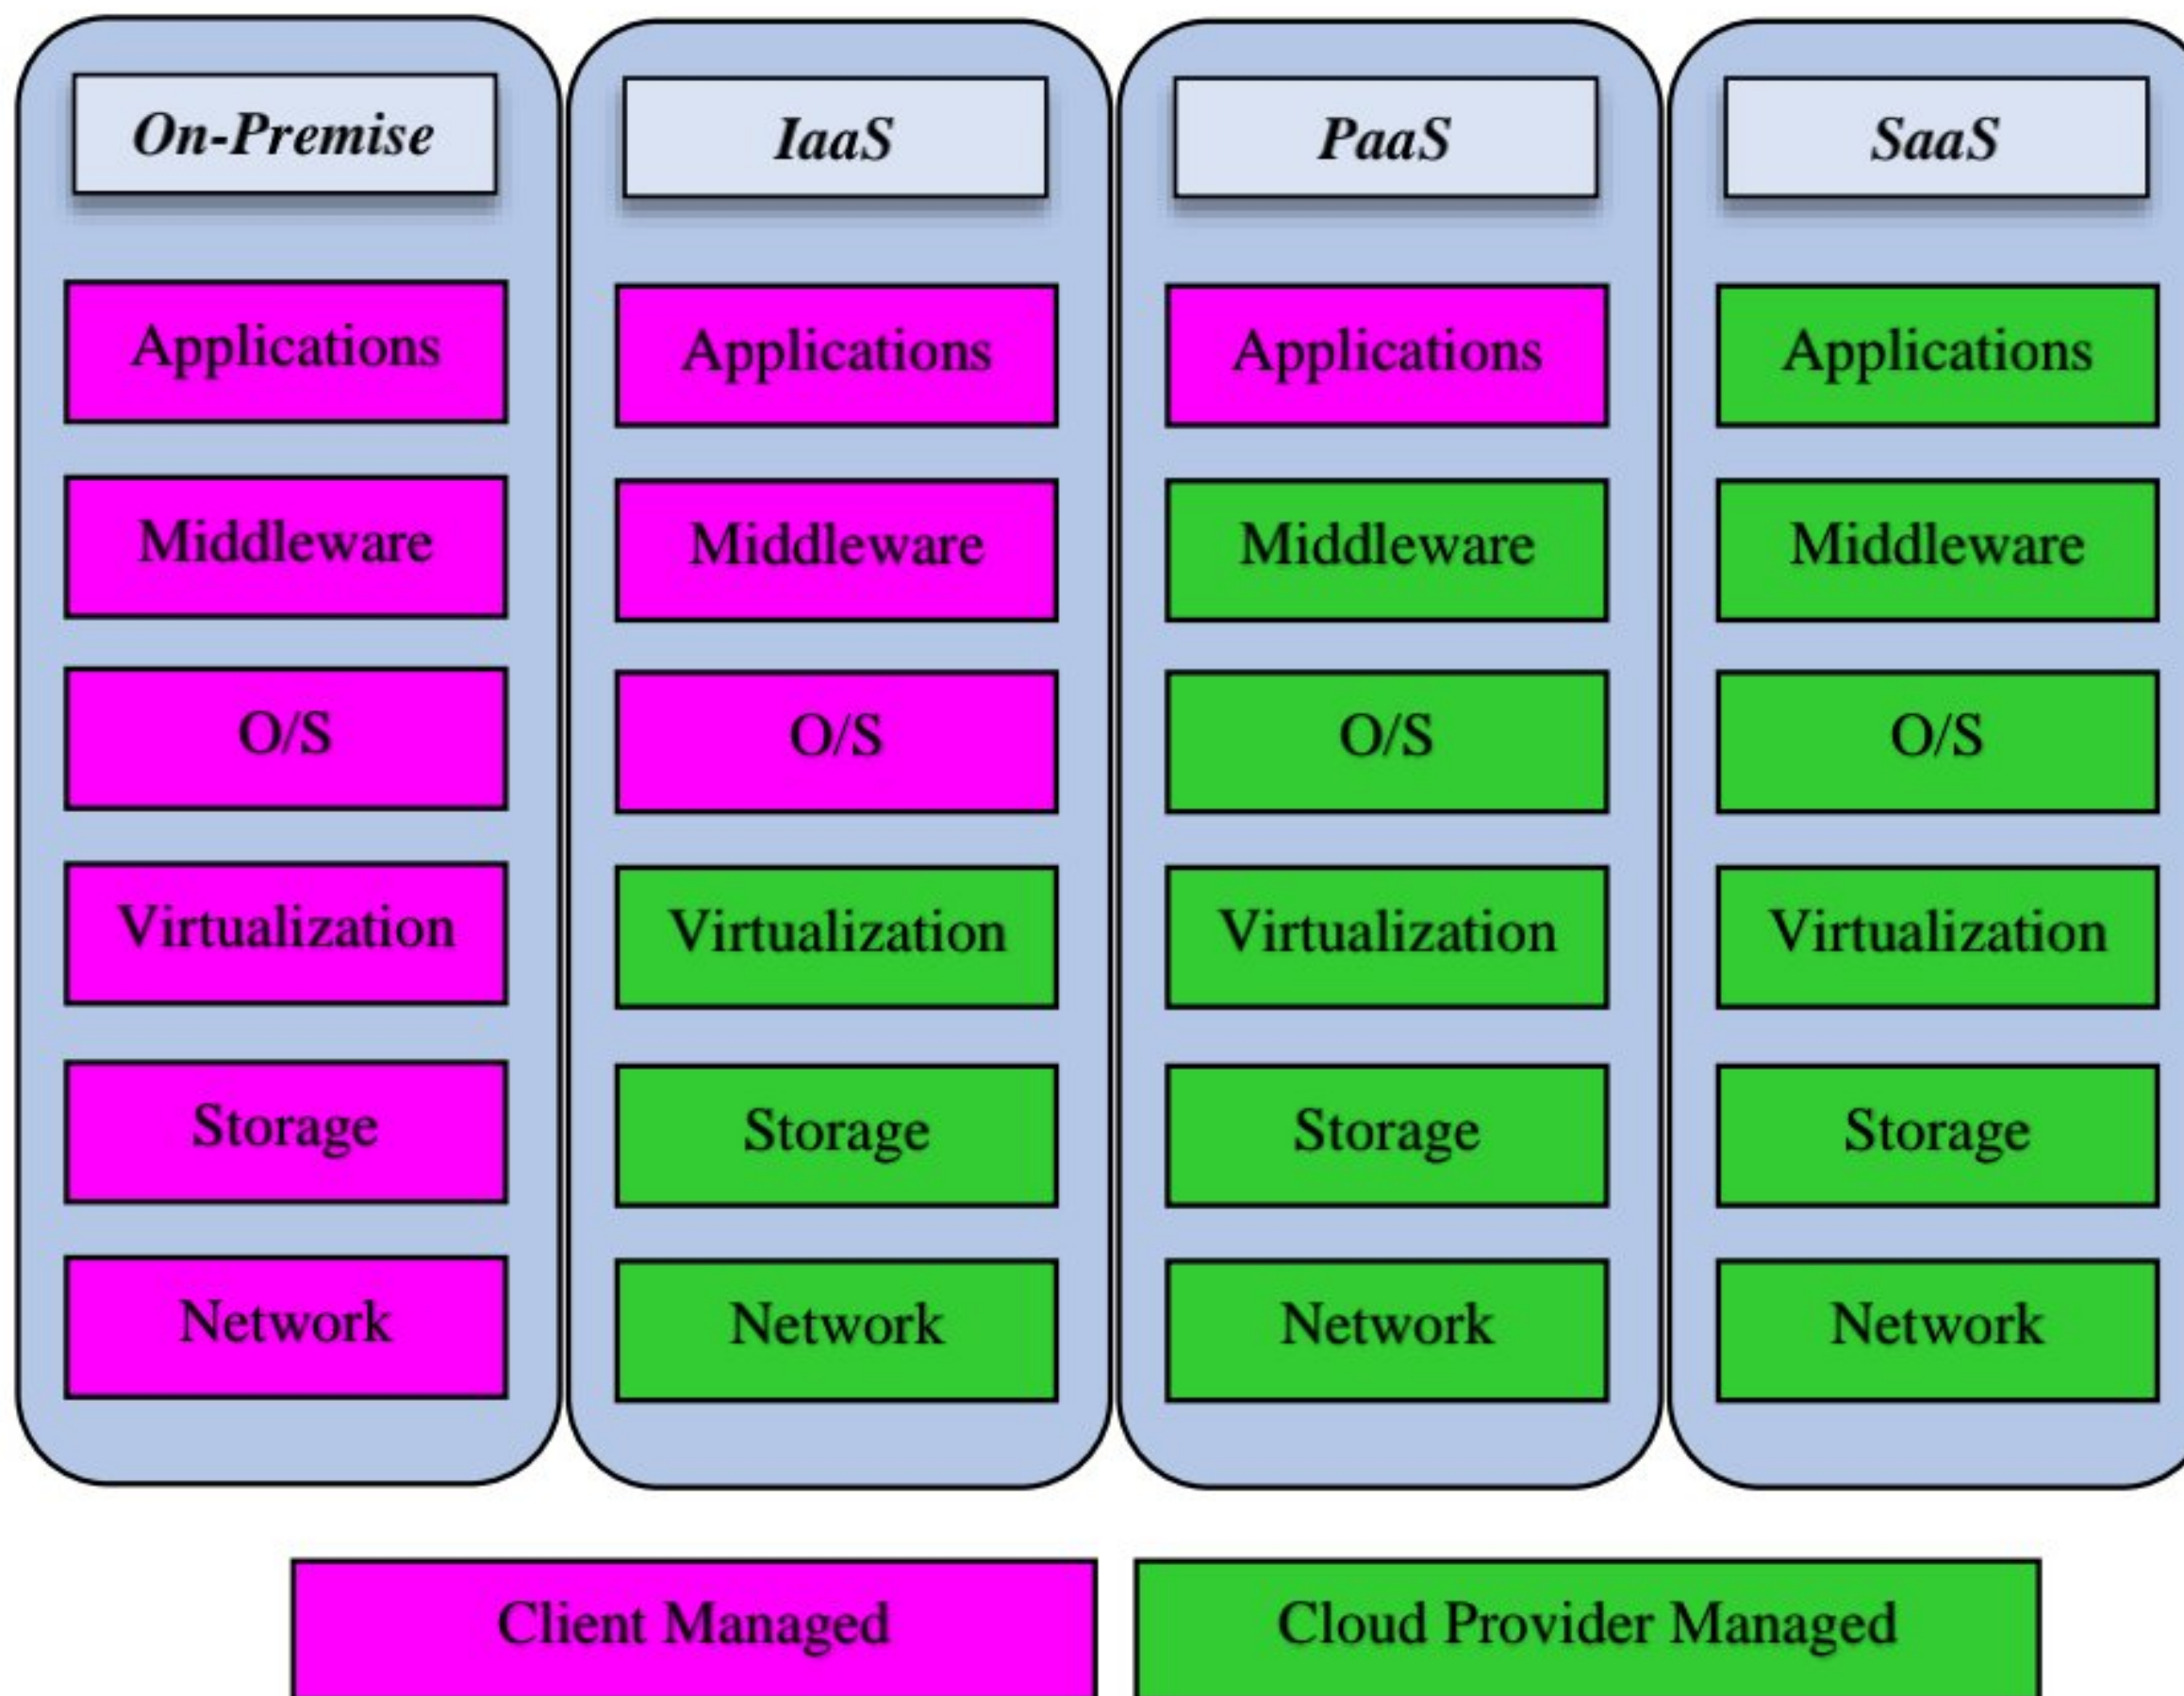 On-Premise
IaaS
PaaS
SaaS
Applications
Applications
Applications
Applications
Middleware
Middleware
Middleware
Middleware
O/S
O/S
O/S
O/S
Virtualization
Virtualization
Virtualization
Virtualization
Storage
Storage
Storage
Storage
Network
Network
Network
Network
Client Managed
Cloud Provider Managed